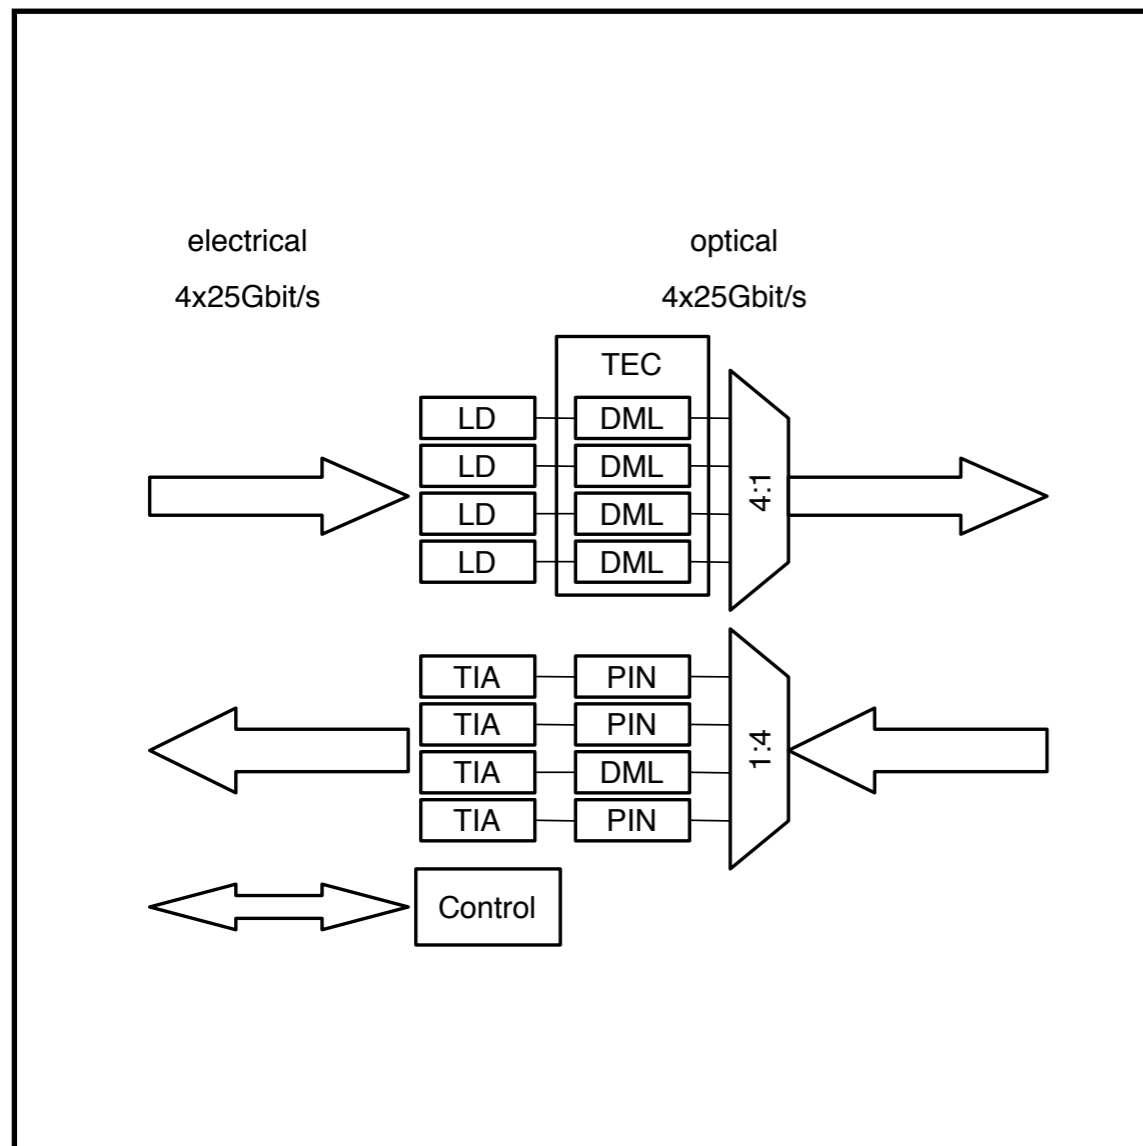 electrical
optical
4x25Gbit/s
4x25Gbit/s
TEC
LD
DML
LD
DML
LD
DML
LD
DML
4:1
TIA
PIN
TIA
PIN
TIA
DML
TIA
PIN
1:4
Control